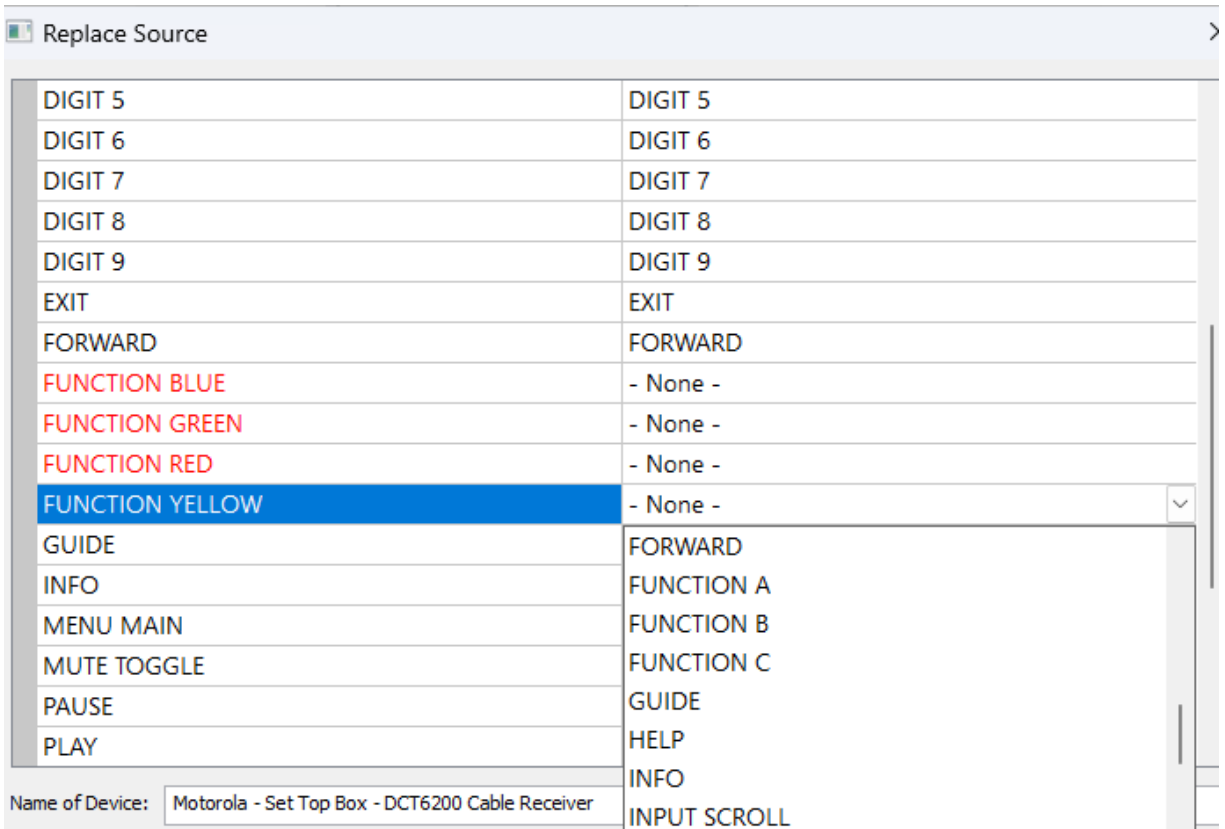 Replace Source
DIGIT 5 DIGIT 5
DIGIT 6 DIGIT 6
DIGIT 7 DIGIT 7
DIGIT 8 DIGIT 8
DIGIT 9 DIGIT 9
EXIT EXIT
FORWARD FORWARD
FUNCTION BLUE - None -
FUNCTION GREEN - None -
FUNCTION RED - None -
FUNCTION YELLOW - None -
GUIDE FORWARD
INFO FUNCTION A
MENU MAIN FUNCTION B
MUTE TOGGLE FUNCTION C
PAUSE GUIDE
PLAY HELP
INFO
Name of Device: Motorola - Set Top Box - DCT6200 Cable Receiver
INPUT SCROLL